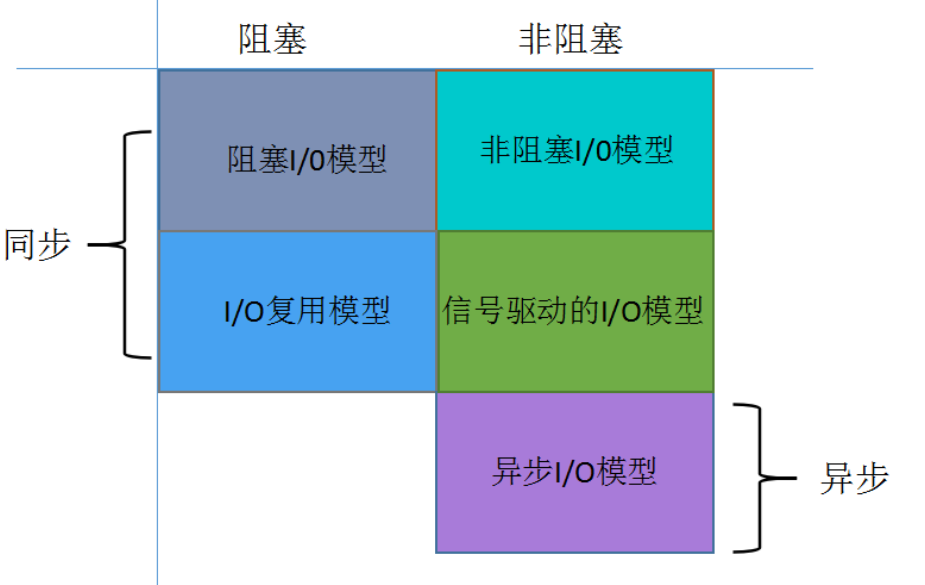 阻塞
非阻塞
阻塞I/0模型
非阻塞I/0模型
同步
I/O复用模型
信号驱动的I/O模型
异步I/O模型
异步